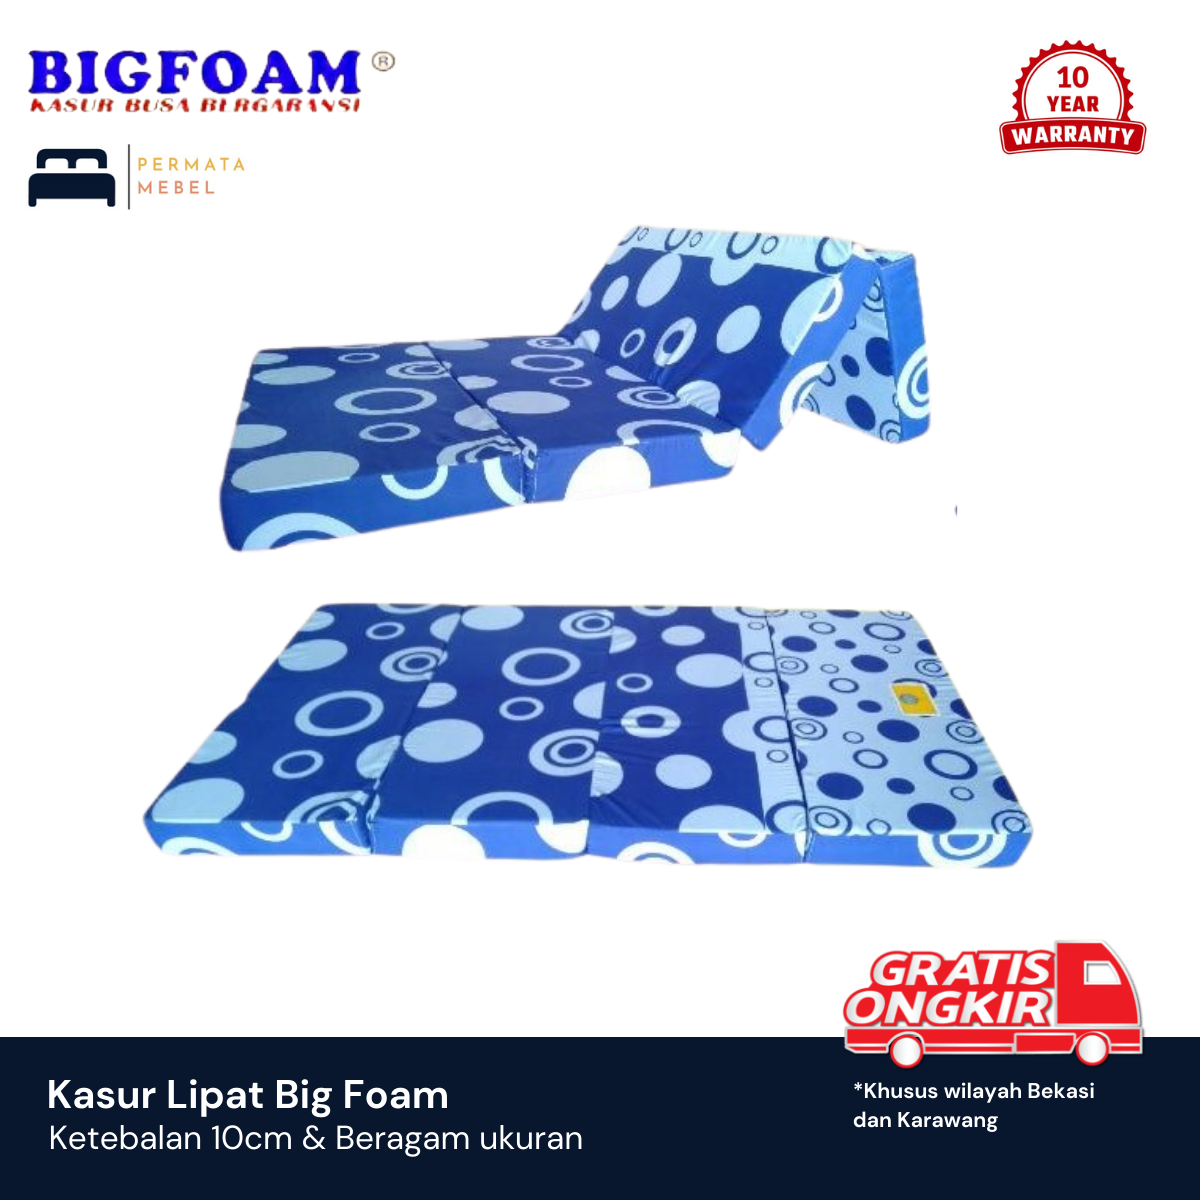 BIGFOAM®
KASUR BUSA BERGARANSI
PERMATA
MEBEL
10
YEAR
WARRANTY
GRATIS
ONGKIR
Kasur Lipat Big Foam
Ketebalan 10cm & Beragam ukuran
*Khusus wilayah Bekasi
dan Karawang